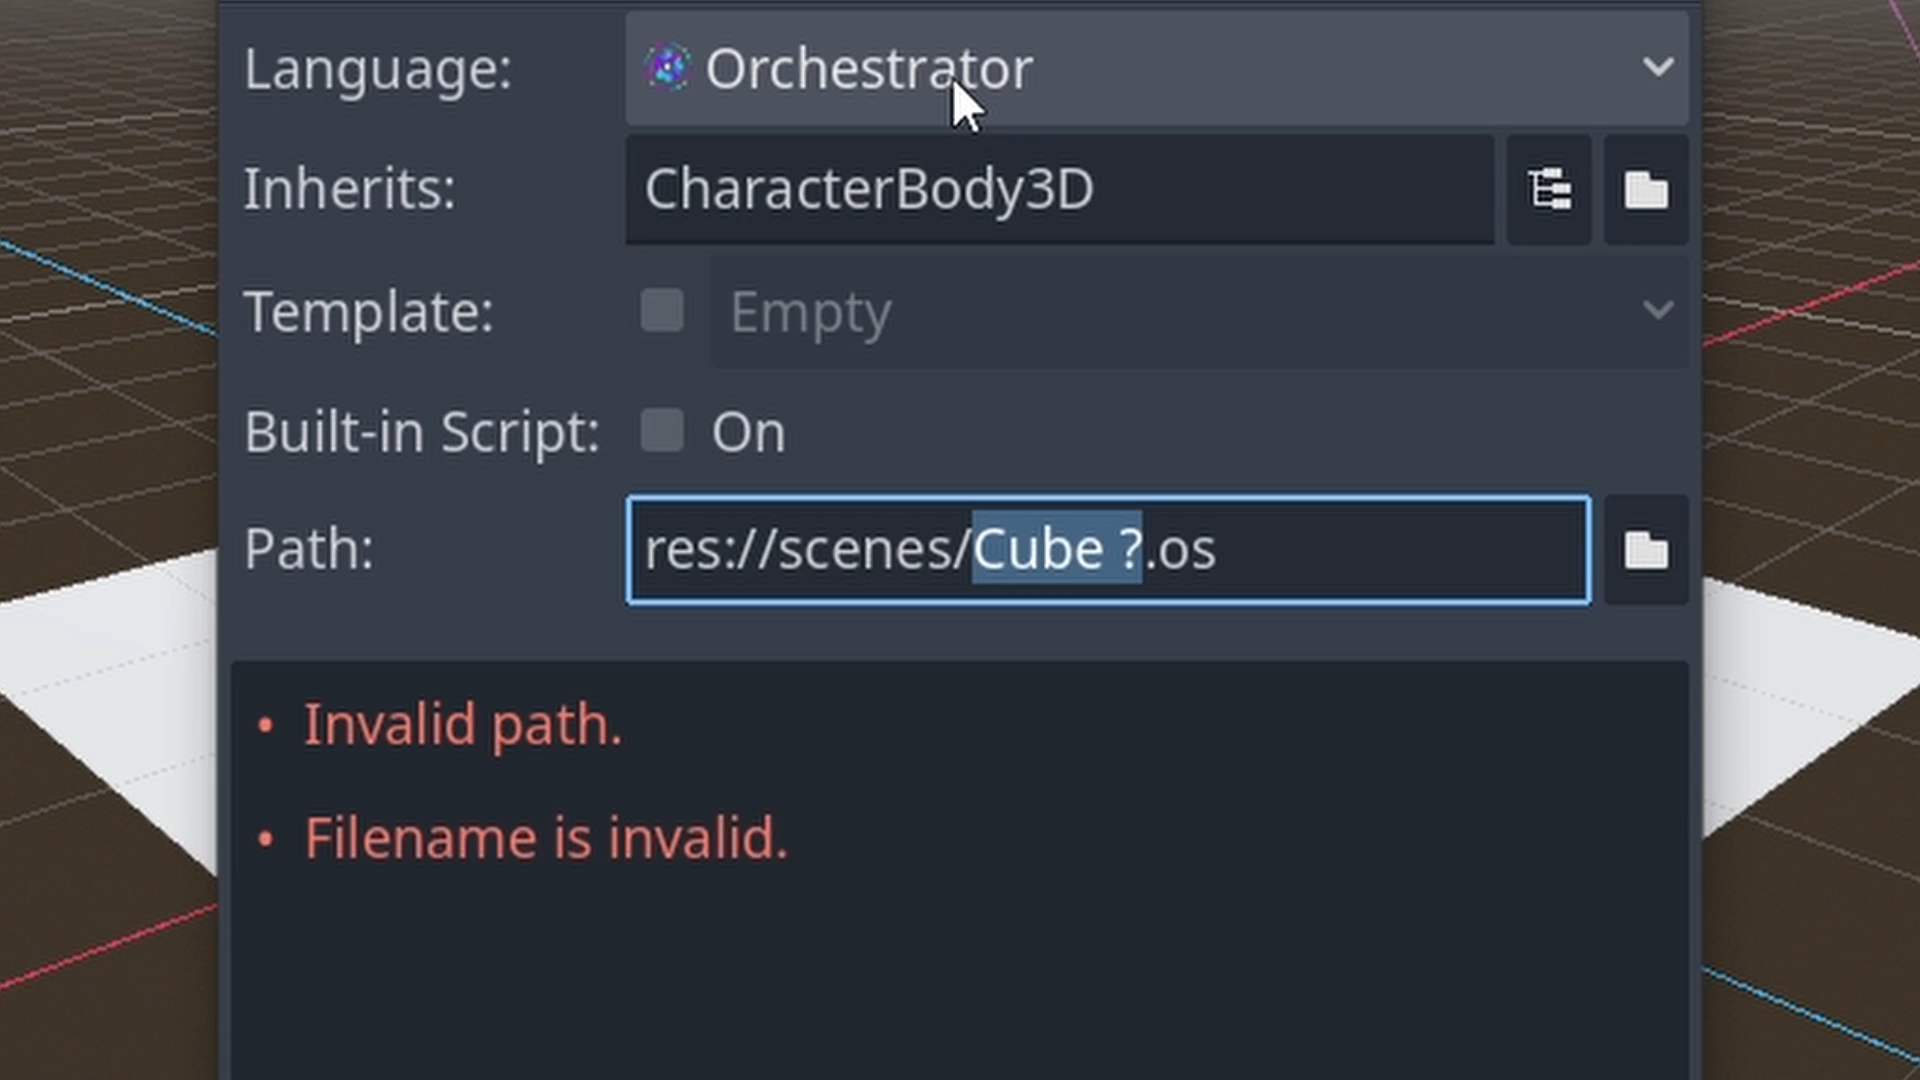 Language: Orchestrator
Inherits: CharacterBody3D
Template: Empty
Built-in Script: On
Path: res://scenes/Cube ?.os
• Invalid path.
• Filename is invalid.